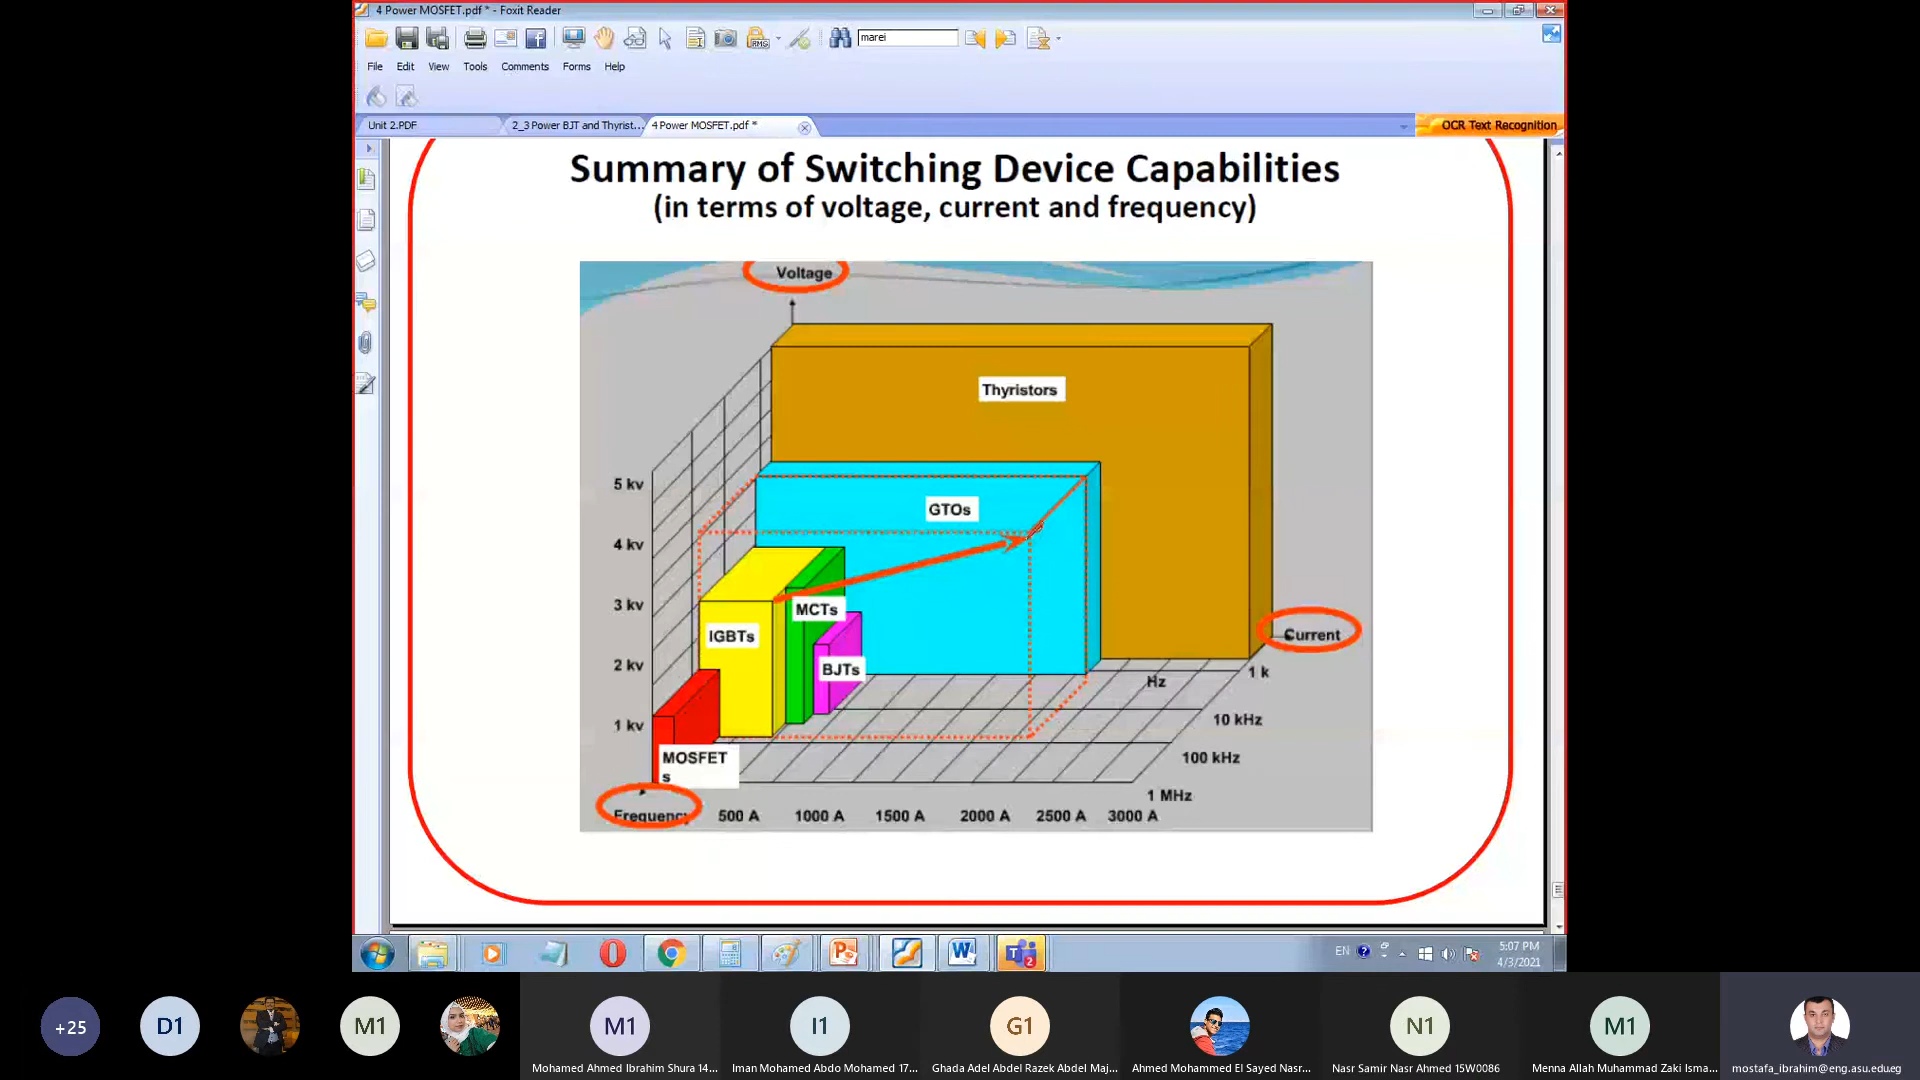 4 Power MOSFET.pdf * - Foxit Reader
marei
File Edit View Tools Comments Forms Help
Unit 2.PDF
2_3 Power BJT and Thyrist...
4 Power MOSFET.pdf *
OCR Text Recognition
Summary of Switching Device Capabilities
(in terms of voltage, current and frequency)
Voltage
Thyristors
5 kv
GTOs
4 kv
3 kv
MCTs
IGBTs
Current
2 kv
BJTs
1 k
Hz
10 kHz
1 kv
MOSFET
s
100 kHz
1 MHz
Frequency
500 A 1000 A 1500 A 2000 A 2500 A 3000 A
EN
5:07 PM
4/3/2021
+25
D1
M1
M1
I1
G1
N1
M1
Mohamed Ahmed Ibrahim Shura 14...
Iman Mohamed Abdo Mohamed 17...
Ghada Adel Abdel Razek Abdel Maj...
Ahmed Mohammed El Sayed Nasr...
Nasr Samir Nasr Ahmed 15W0086
Menna Allah Muhammad Zaki Isma...
mostafa_ibrahim@eng.asu.edu.eg